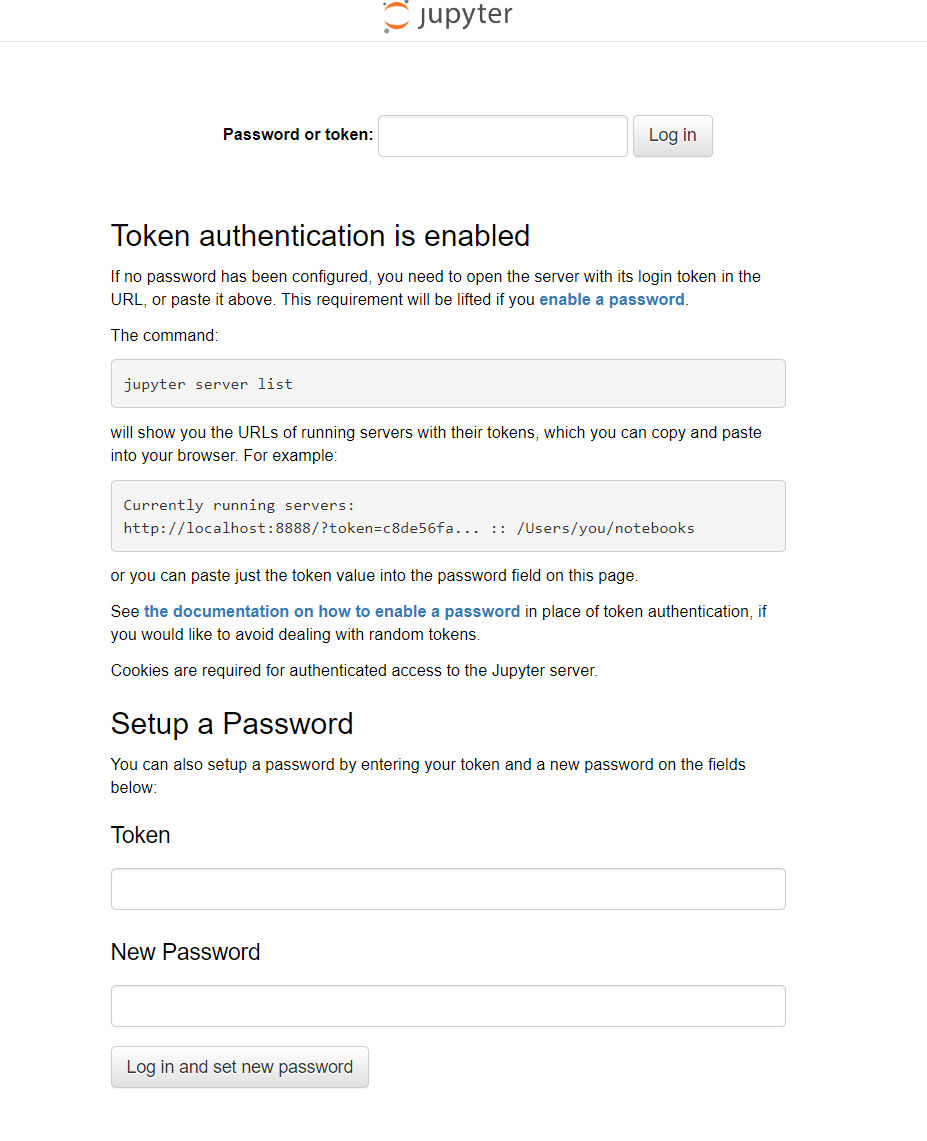 jupyter
Password or token:
Log in
Token authentication is enabled
If no password has been configured, you need to open the server with its login token in the
URL, or paste it above. This requirement will be lifted if you enable a password.
The command:
jupyter server list
will show you the URLs of running servers with their tokens, which you can copy and paste
into your browser. For example:
Currently running servers:
http://localhost:8888/?token=c8de56fa... :: /Users/you/notebooks
or you can paste just the token value into the password field on this page.
See the documentation on how to enable a password in place of token authentication, if
you would like to avoid dealing with random tokens.
Cookies are required for authenticated access to the Jupyter server.
Setup a Password
You can also setup a password by entering your token and a new password on the fields
below:
Token
New Password
Log in and set new password